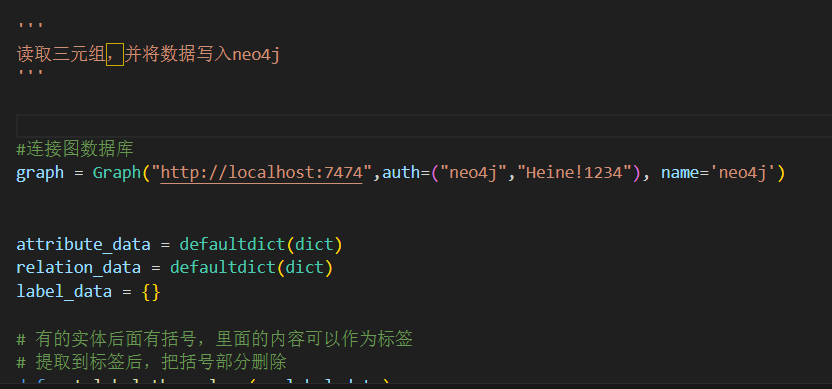 '''
读取三元组，并将数据写入neo4j
'''
#连接图数据库
graph = Graph("http://localhost:7474",auth=("neo4j","Heine!1234"), name='neo4j')
attribute_data = defaultdict(dict)
relation_data = defaultdict(dict)
label_data = {}
# 有的实体后面有括号，里面的内容可以作为标签
# 提取到标签后，把括号部分删除